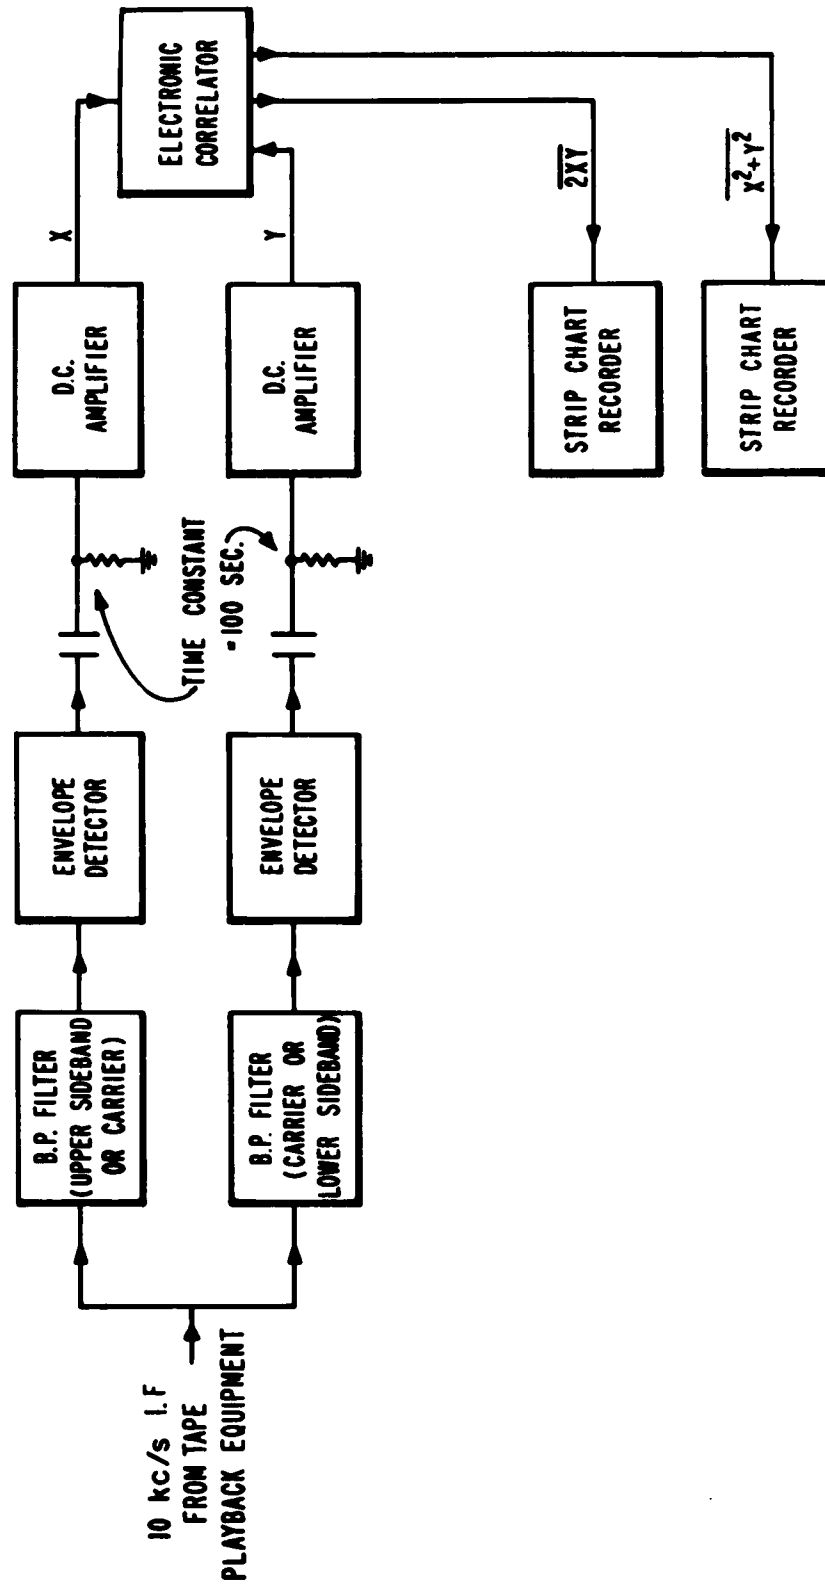 10 kc/s I.F
FROM TAPE
PLAYBACK EQUIPMENT
B.P. FILTER
(UPPER SIDEBAND
OR CARRIER)
B.P. FILTER
(CARRIER OR
LOWER SIDEBAND)
ENVELOPE
DETECTOR
ENVELOPE
DETECTOR
TIME CONSTANT
=100 SEC.
D.C.
AMPLIFIER
D.C.
AMPLIFIER
X
Y
ELECTRONIC
CORRELATOR
2XY
X²+Y²
STRIP CHART
RECORDER
STRIP CHART
RECORDER